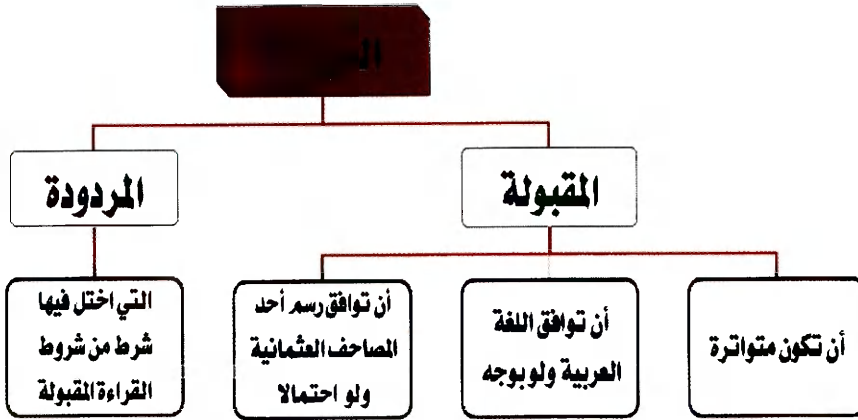 المقبولة
المردودة
أن تكون متواترة
أن توافق اللغة
العربية ولو بوجه
أن توافق رسم أحد
المصاحف العثمانية
ولو احتمالا
التي اختل فيها
شرط من شروط
القراءة المقبولة